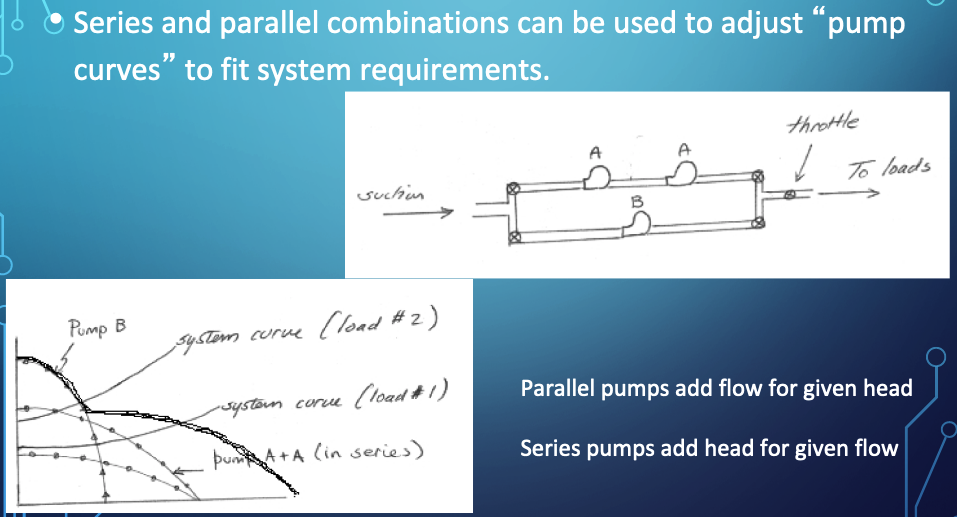 • Series and parallel combinations can be used to adjust “pump
curves” to fit system requirements.
throttle
A
A
To loads
suction
B
Pump B
system curve (load #2)
system curve (load #1)
pump A+A (in series)
Parallel pumps add flow for given head
Series pumps add head for given flow